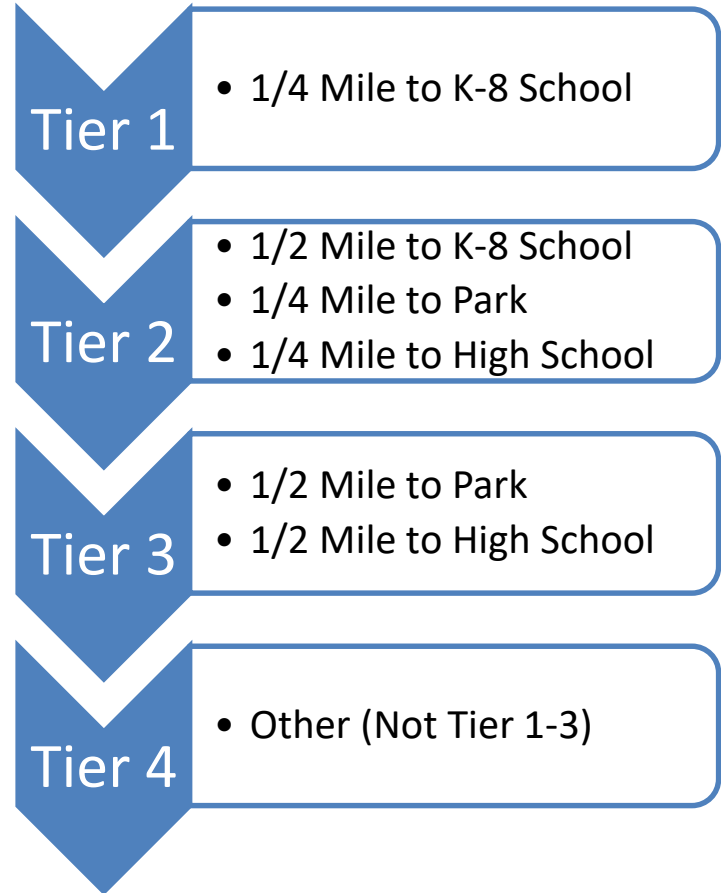 Tier 1
• 1/4 Mile to K-8 School
Tier 2
• 1/2 Mile to K-8 School
• 1/4 Mile to Park
• 1/4 Mile to High School
Tier 3
• 1/2 Mile to Park
• 1/2 Mile to High School
Tier 4
• Other (Not Tier 1-3)